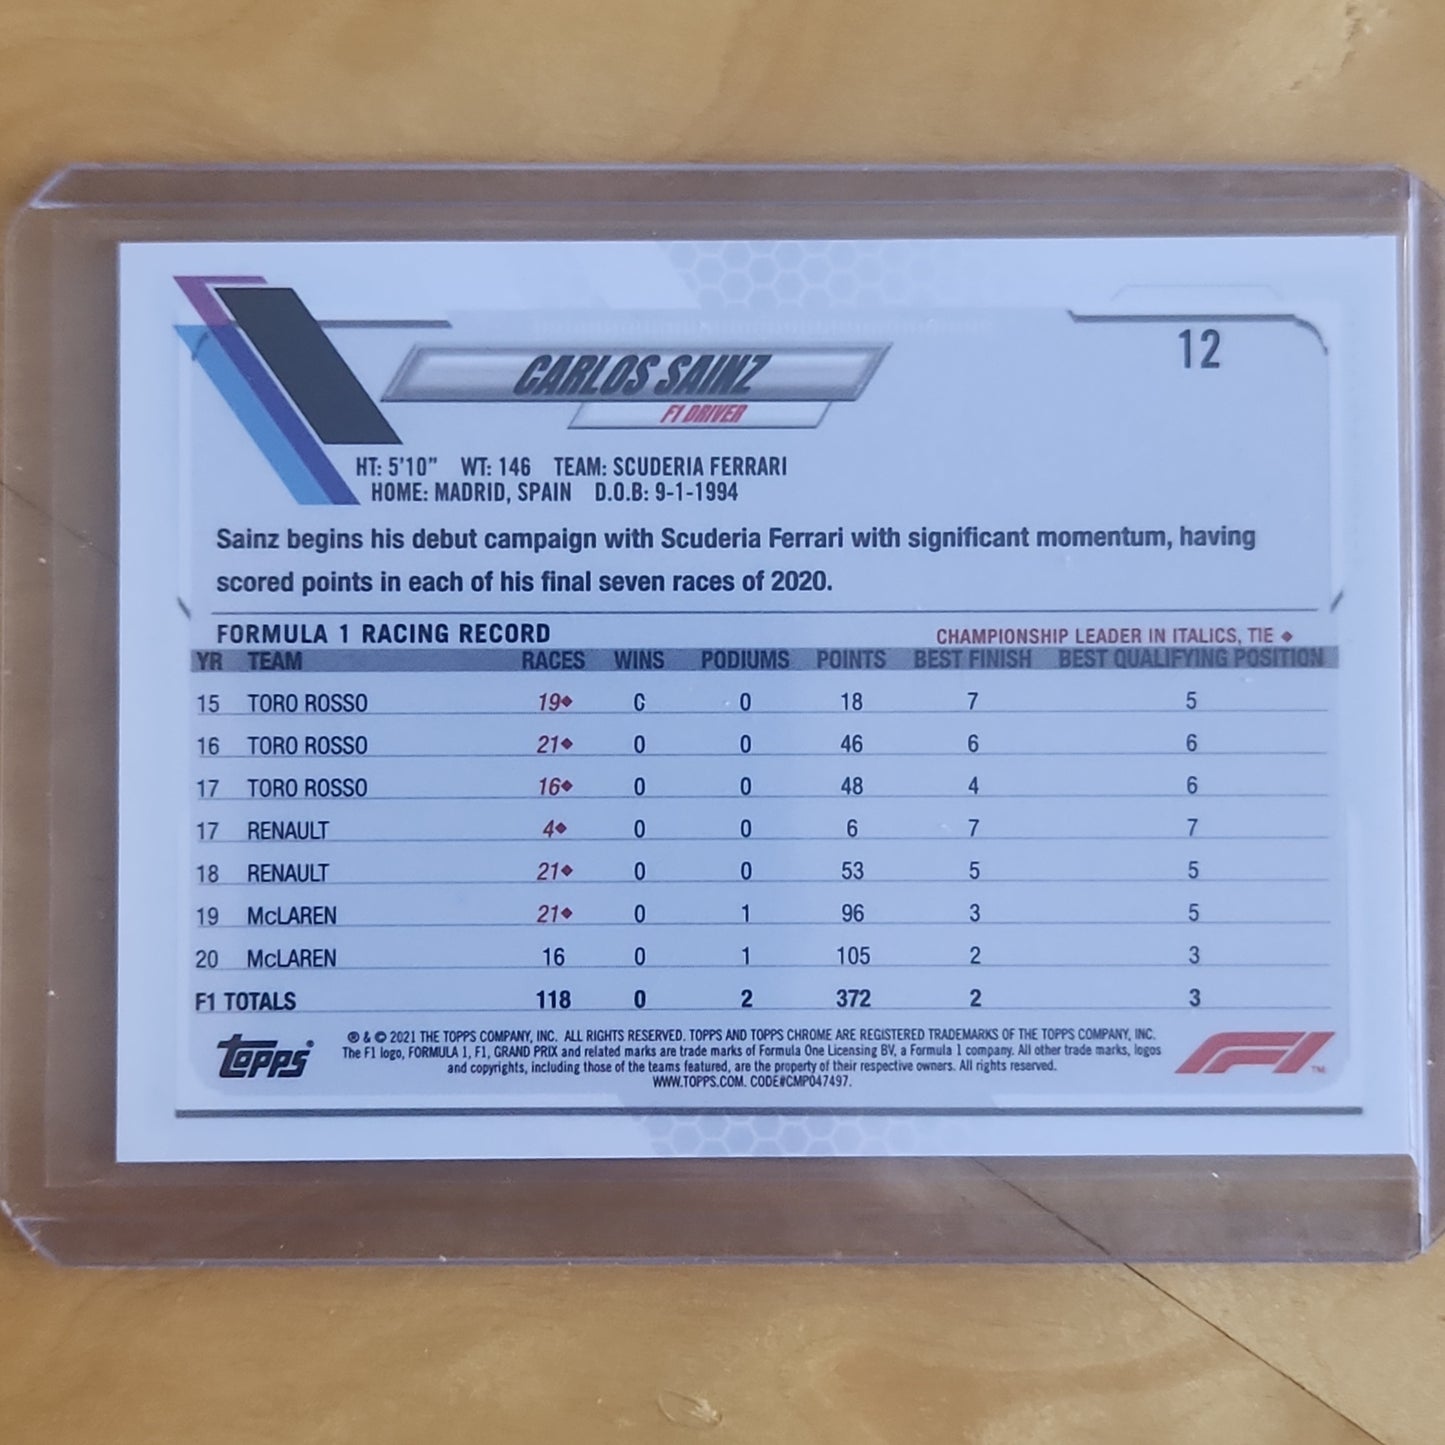 12
CARLOS SAINZ
F1 DRIVER
HT: 5'10" WT: 146 TEAM: SCUDERIA FERRARI
HOME: MADRID, SPAIN D.O.B: 9-1-1994
Sainz begins his debut campaign with Scuderia Ferrari with significant momentum, having
scored points in each of his final seven races of 2020.
FORMULA 1 RACING RECORD CHAMPIONSHIP LEADER IN ITALICS, TIE ◆
YR TEAM RACES WINS PODIUMS POINTS BEST FINISH BEST QUALIFYING POSITION
15 TORO ROSSO 19◆ C 0 18 7 5
16 TORO ROSSO 21◆ 0 0 46 6 6
17 TORO ROSSO 16◆ 0 0 48 4 6
17 RENAULT 4◆ 0 0 6 7 7
18 RENAULT 21◆ 0 0 53 5 5
19 McLAREN 21◆ 0 1 96 3 5
20 McLAREN 16 0 1 105 2 3
F1 TOTALS 118 0 2 372 2 3
® & © 2021 THE TOPPS COMPANY, INC. ALL RIGHTS RESERVED. TOPPS AND TOPPS CHROME ARE REGISTERED TRADEMARKS OF THE TOPPS COMPANY, INC.
The F1 logo, FORMULA 1, F1, GRAND PRIX and related marks are trade marks of Formula One Licensing BV, a Formula 1 company. All other trade marks, logos
and copyrights, including those of the teams featured, are the property of their respective owners. All rights reserved.
WWW.TOPPS.COM. CODE#CMP047497.
TOPPS®
F1™